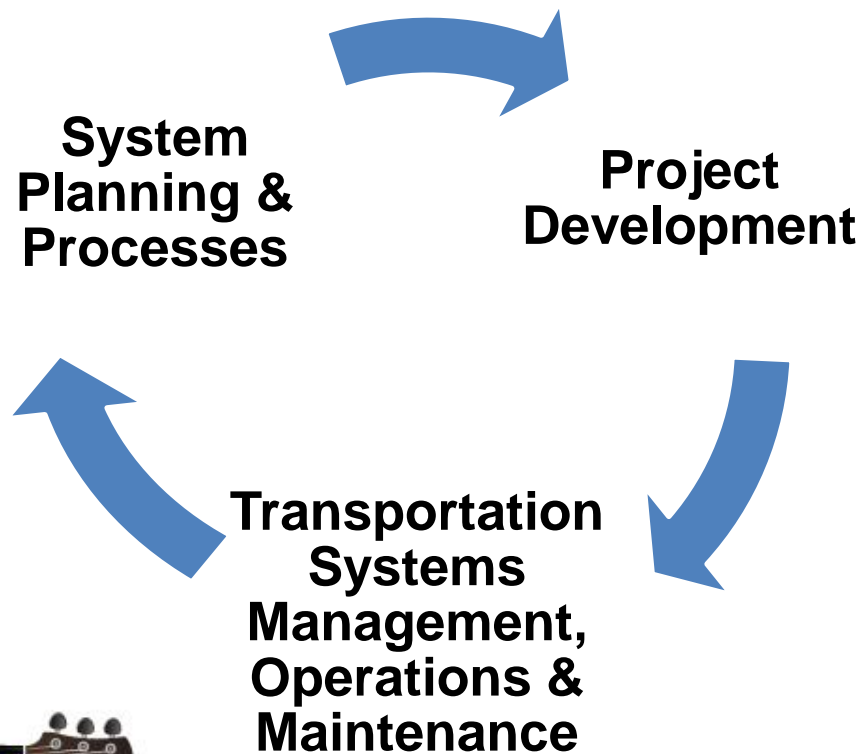 System
Planning &
Processes
Project
Development
Transportation
Systems
Management,
Operations &
Maintenance